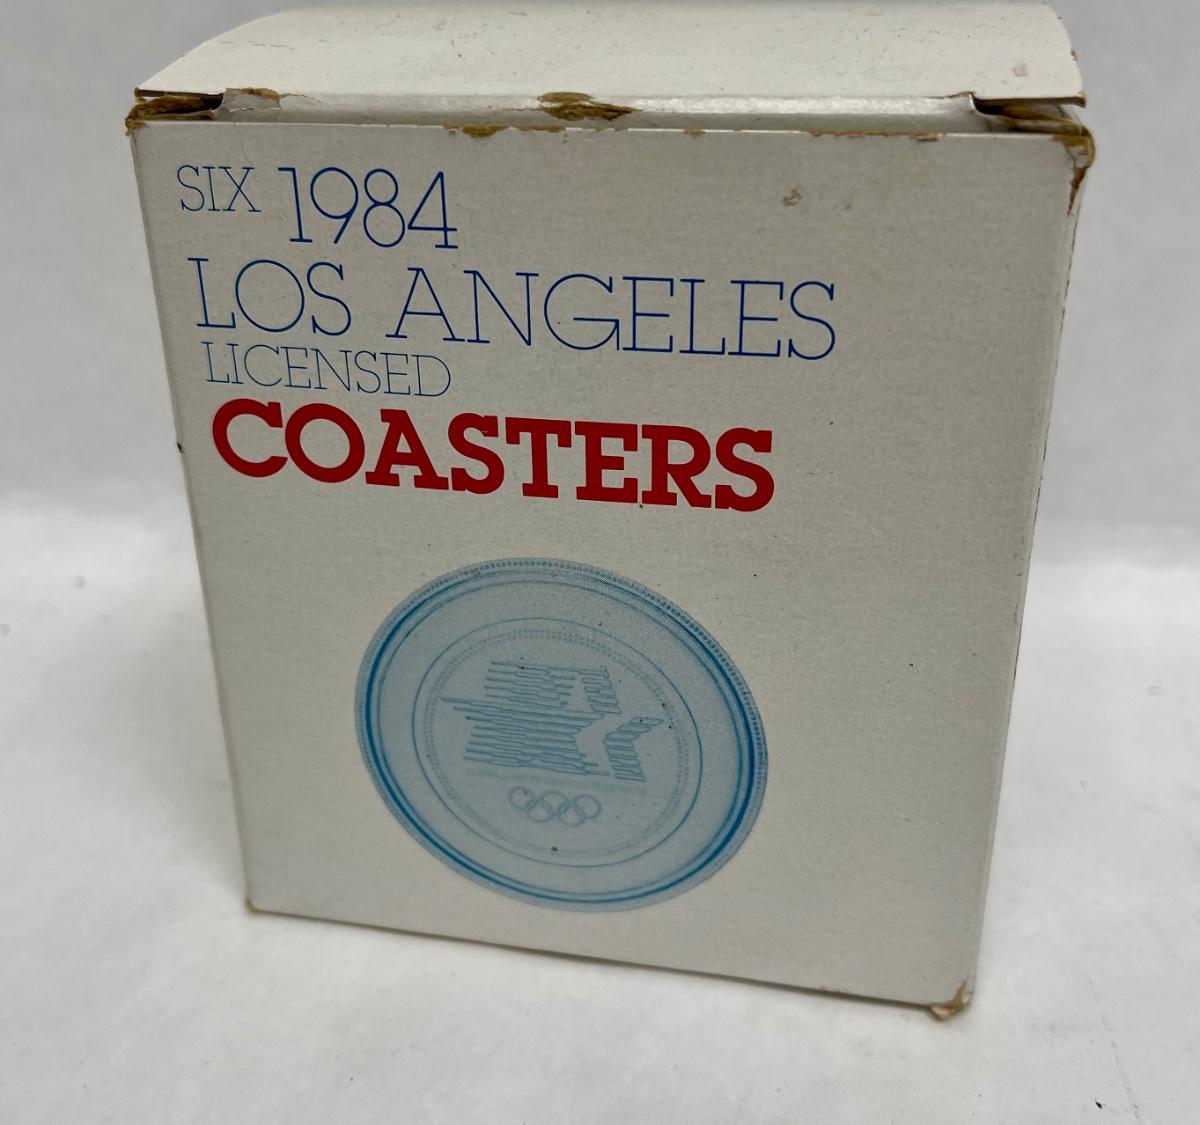 SIX 1984
LOS ANGELES
LICENSED
COASTERS